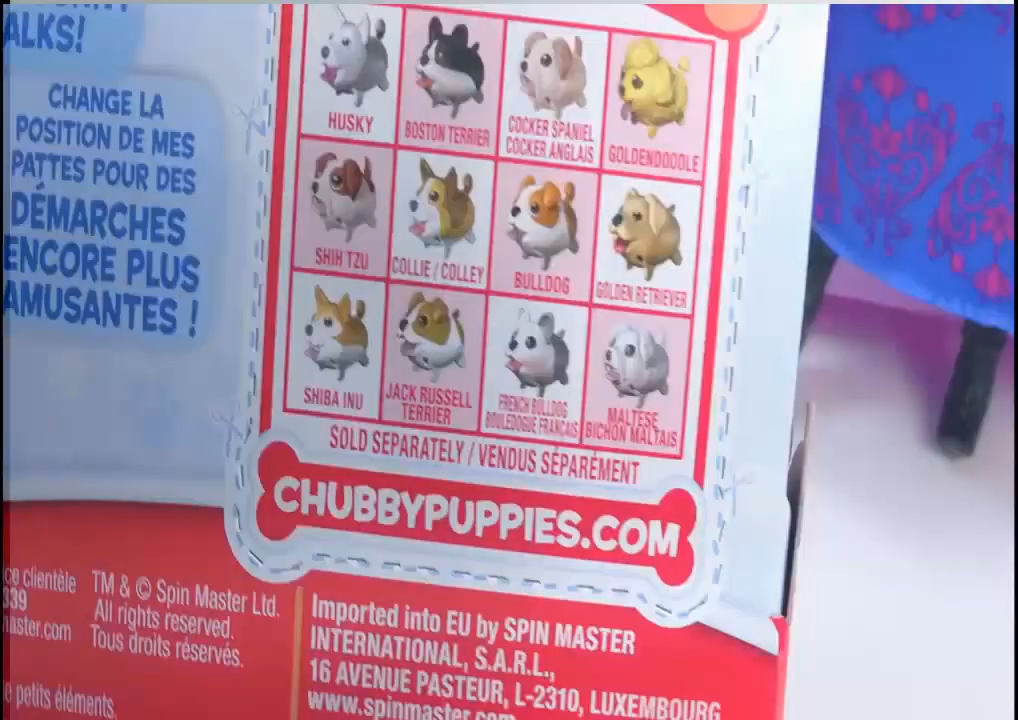 ALKS!
CHANGE LA
POSITION DE MES
PATTES POUR DES
DÉMARCHES
ENCORE PLUS
AMUSANTES !
HUSKY
BOSTON TERRIER
COCKER SPANIEL
COCKER ANGLAIS
GOLDENDOODLE
SHIH TZU
COLLIE / COLLEY
BULLDOG
GOLDEN RETRIEVER
SHIBA INU
JACK RUSSELL
TERRIER
FRENCH BULLDOG
BOULEDOGUE FRANÇAIS
MALTESE
BICHON MALTAIS
SOLD SEPARATELY / VENDUS SÉPARÉMENT
CHUBBYPUPPIES.COM
ce clientèle
339
master.com
TM & © Spin Master Ltd.
All rights reserved.
Tous droits réservés.
petits éléments.
Imported into EU by SPIN MASTER
INTERNATIONAL, S.A.R.L.,
16 AVENUE PASTEUR, L-2310, LUXEMBOURG
www.spinmaster.com